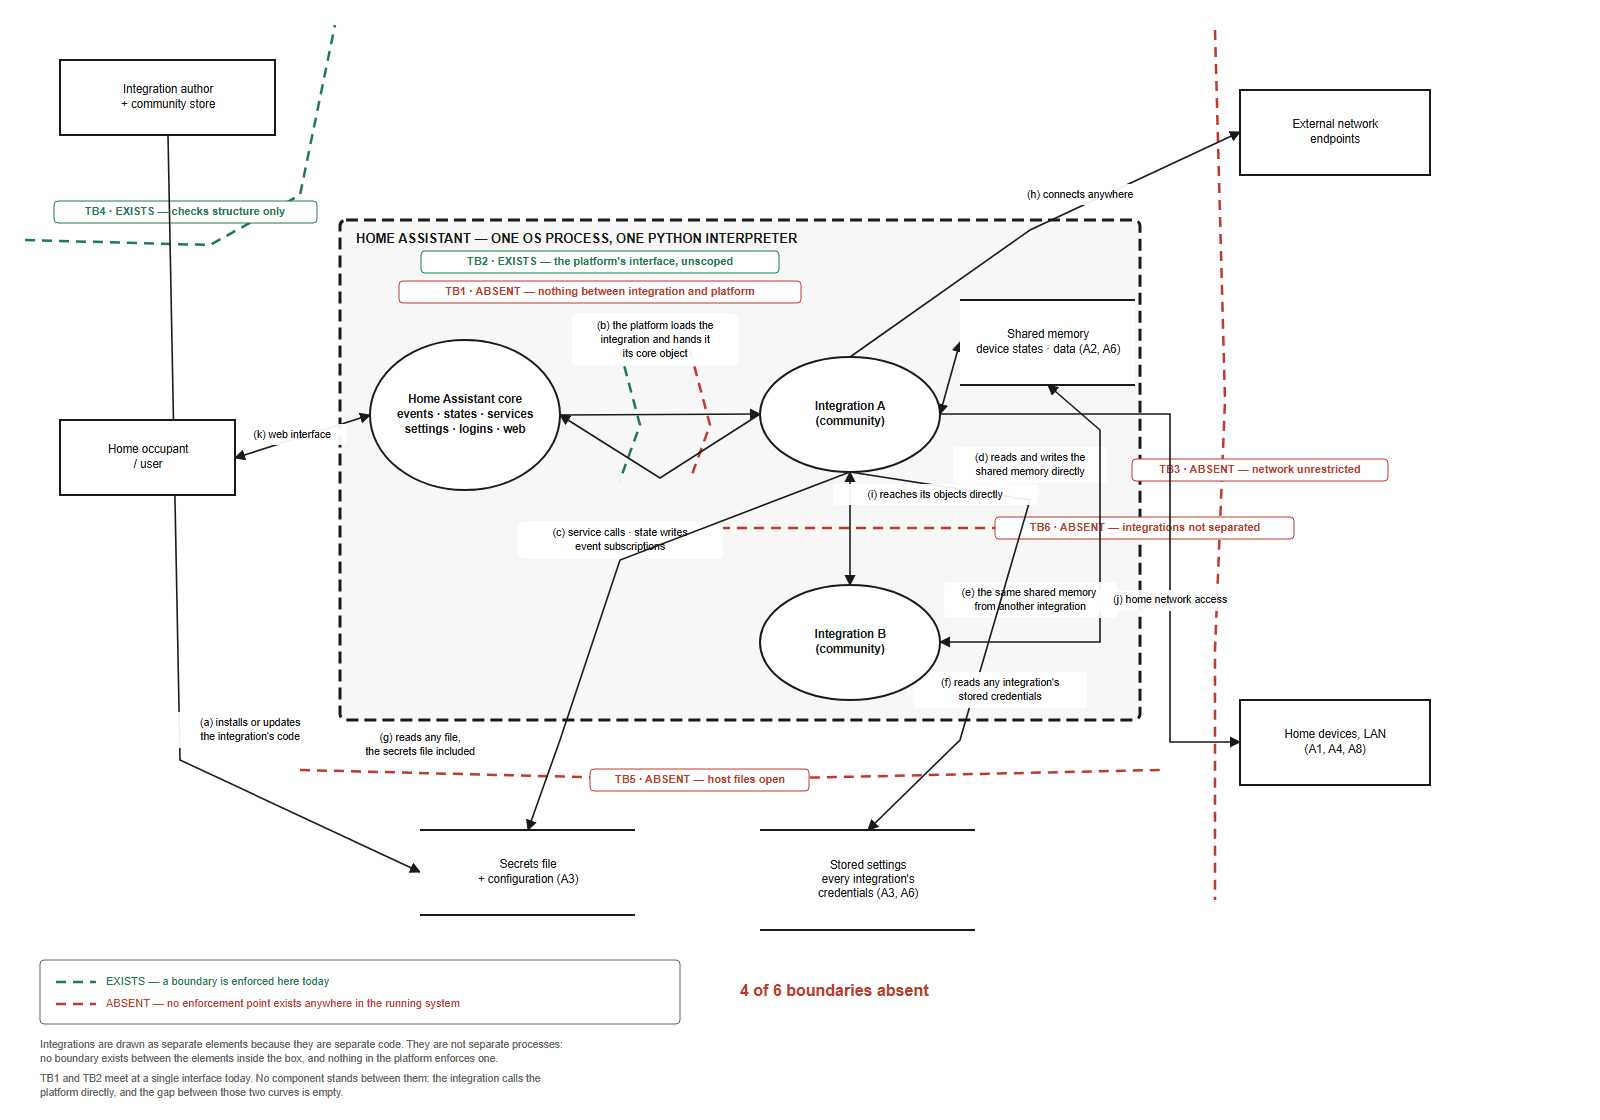 Integration author
+ community store
External network
endpoints
(h) connects anywhere
TB4 · EXISTS — checks structure only
HOME ASSISTANT — ONE OS PROCESS, ONE PYTHON INTERPRETER
TB2 · EXISTS — the platform's interface, unscoped
TB1 · ABSENT — nothing between integration and platform
(b) the platform loads the
integration and hands it
its core object
Shared memory
device states · data (A2, A6)
Home Assistant core
events · states · services
settings · logins · web
Integration A
(community)
(k) web interface
Home occupant
/ user
(d) reads and writes the
shared memory directly
TB3 · ABSENT — network unrestricted
(i) reaches its objects directly
(c) service calls · state writes
event subscriptions
TB6 · ABSENT — integrations not separated
(e) the same shared memory
from another integration
(j) home network access
Integration B
(community)
(f) reads any integration's
stored credentials
(a) installs or updates
the integration's code
(g) reads any file,
the secrets file included
Home devices, LAN
(A1, A4, A8)
TB5 · ABSENT — host files open
Secrets file
+ configuration (A3)
Stored settings
every integration's
credentials (A3, A6)
EXISTS — a boundary is enforced here today
ABSENT — no enforcement point exists anywhere in the running system
4 of 6 boundaries absent
Integrations are drawn as separate elements because they are separate code. They are not separate processes:
no boundary exists between the elements inside the box, and nothing in the platform enforces one.
TB1 and TB2 meet at a single interface today. No component stands between them: the integration calls the
platform directly, and the gap between those two curves is empty.